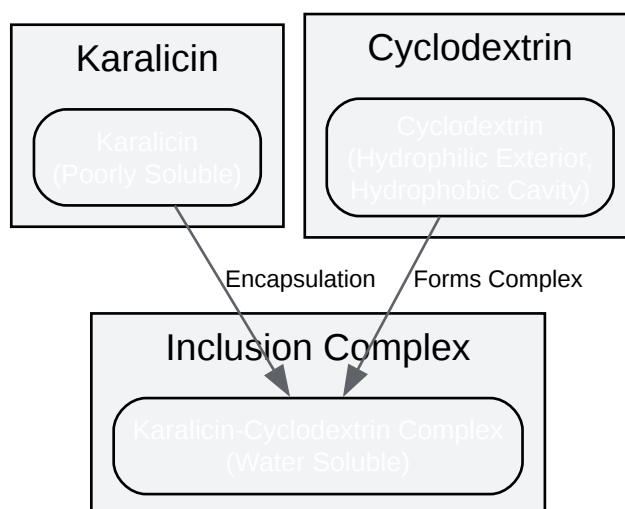 Karalicin
Cyclodextrin
Karalicin
(Poorly Soluble)
Cyclodextrin
(Hydrophilic Exterior,
Hydrophobic Cavity)
Encapsulation
Forms Complex
Inclusion Complex
Karalicin-Cyclodextrin Complex
(Water Soluble)